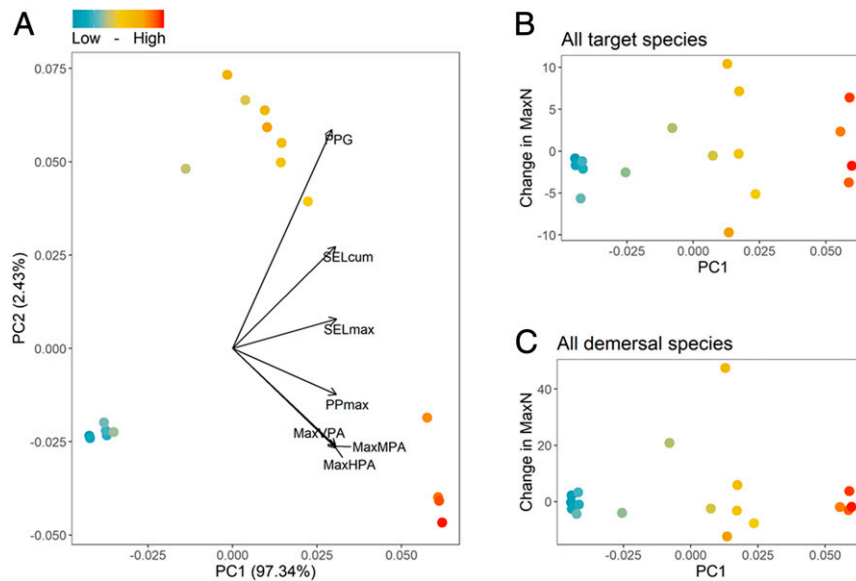 A
Low - High
0.075
0.050
0.025
0.000
-0.025
-0.050
PC2 (2.43%)
PPG
SELcum
SELmax
PPmax
MaxVPA
MaxMPA
MaxHPA
-0.025
0.000
0.025
0.050
PC1 (97.34%)
B
All target species
10
5
0
-5
-10
Change in MaxN
-0.025
0.000
0.025
0.050
PC1
C
All demersal species
40
20
0
Change in MaxN
-0.025
0.000
0.025
0.050
PC1